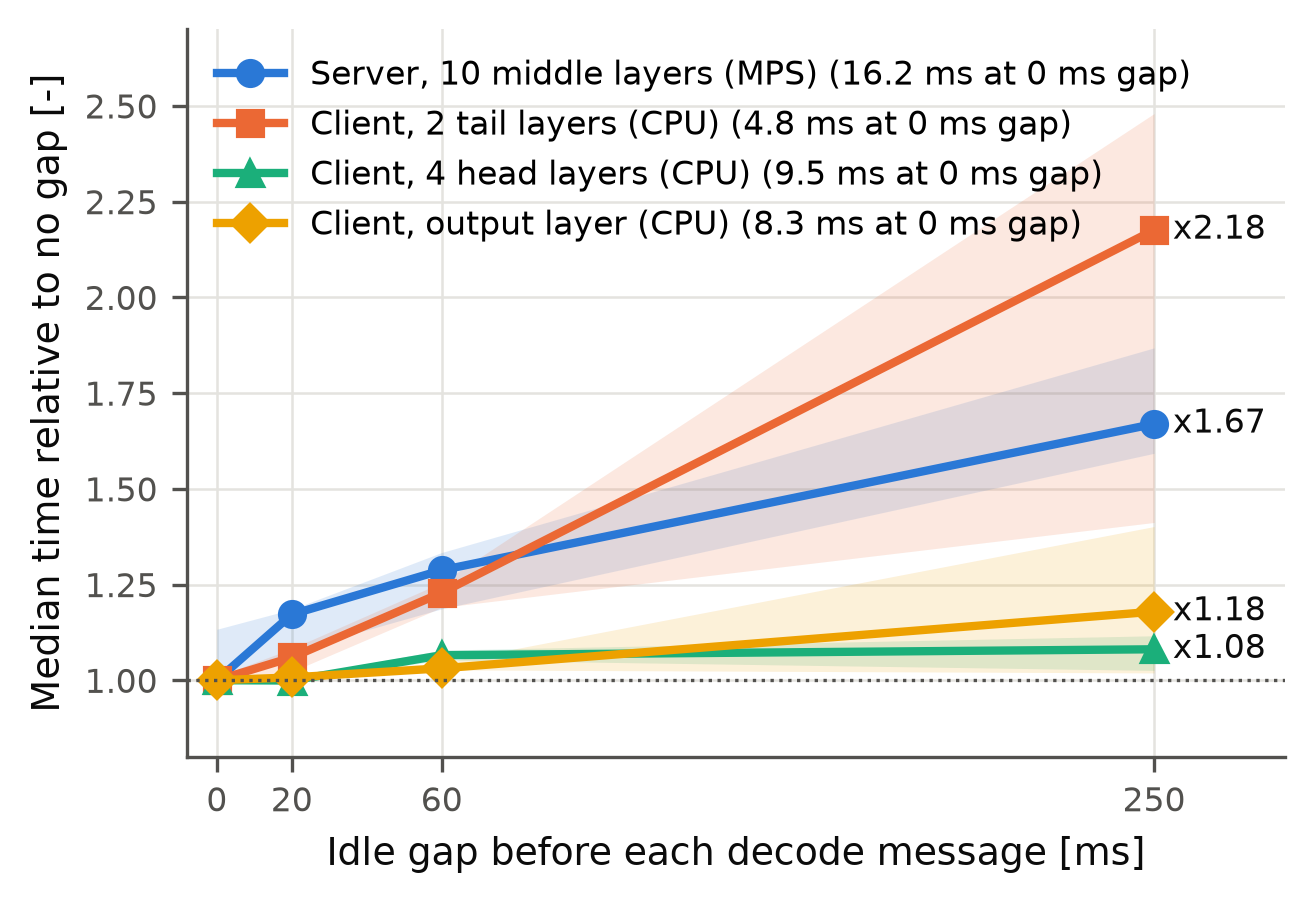 Median time relative to no gap [-]
2.50
2.25
2.00
1.75
1.50
1.25
1.00
Server, 10 middle layers (MPS) (16.2 ms at 0 ms gap)
Client, 2 tail layers (CPU) (4.8 ms at 0 ms gap)
Client, 4 head layers (CPU) (9.5 ms at 0 ms gap)
Client, output layer (CPU) (8.3 ms at 0 ms gap)
x2.18
x1.67
x1.18
x1.08
0 20 60 250
Idle gap before each decode message [ms]